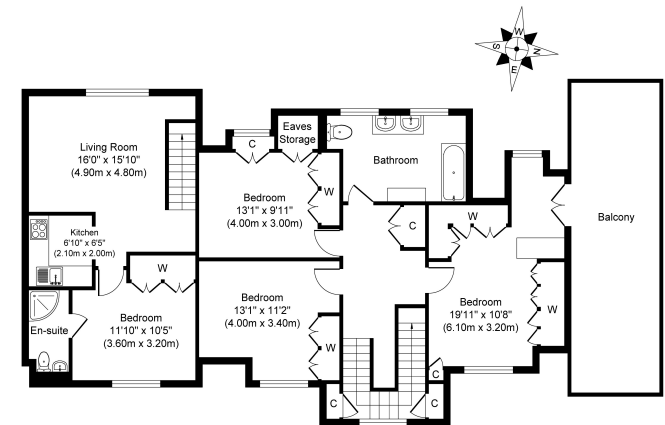 W
S
N
E
Living Room
16'0" x 15'10"
(4.90m x 4.80m)
Eaves
Storage
C
Bathroom
Bedroom
13'1" x 9'11"
(4.00m x 3.00m)
W
Kitchen
6'10" x 6'5"
(2.10m x 2.00m)
C
W
Balcony
W
En-suite
Bedroom
11'10" x 10'5"
(3.60m x 3.20m)
Bedroom
13'1" x 11'2"
(4.00m x 3.40m)
W
Bedroom
19'11" x 10'8"
(6.10m x 3.20m)
W
C
C
C